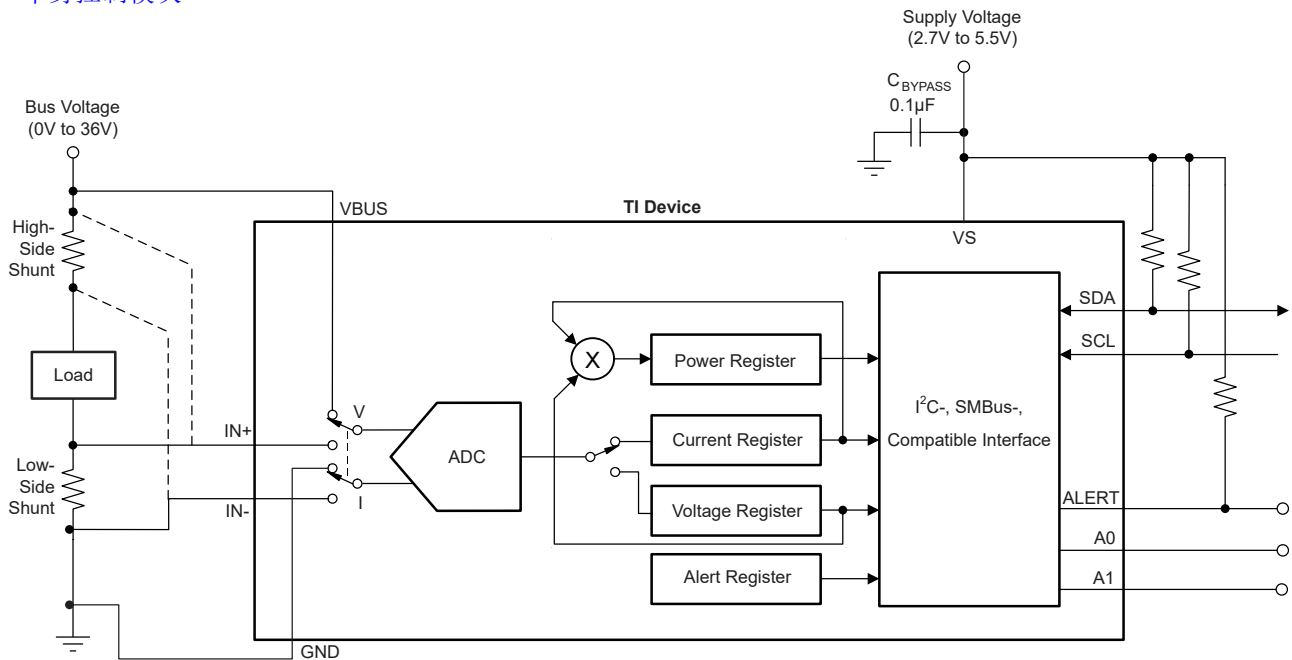 Supply Voltage
(2.7V to 5.5V)
CBYPASS
0.1µF
Bus Voltage
(0V to 36V)
High-
Side
Shunt
Load
Low-
Side
Shunt
VBUS
TI Device
VS
IN+
IN-
GND
V
I
ADC
X
Power Register
Current Register
Voltage Register
Alert Register
I²C-, SMBus-,
Compatible Interface
SDA
SCL
ALERT
A0
A1